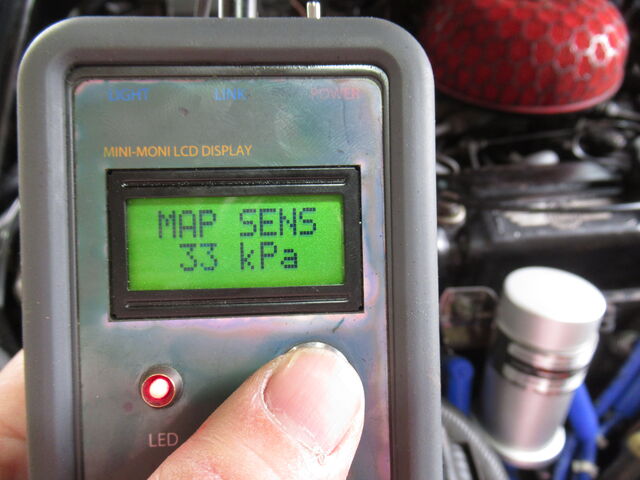 LIGHT LINK POWER
MINI-MONI LCD DISPLAY
MAP SENS
33 kPa
LED